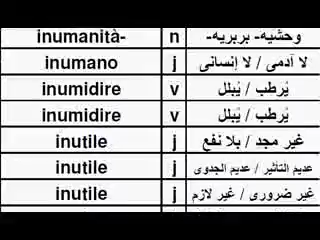 inumanità- n وحشيه- بربريه-
inumano j لا آدمى / لا إنسانى
inumidire v يُرطب / يُبلل
inumidire v يُرطب / يُبلل
inutile j غير مجد / بلا نفع
inutile j عديم التأثير / عديم الجدوى
inutile j غير ضرورى / غير لازم